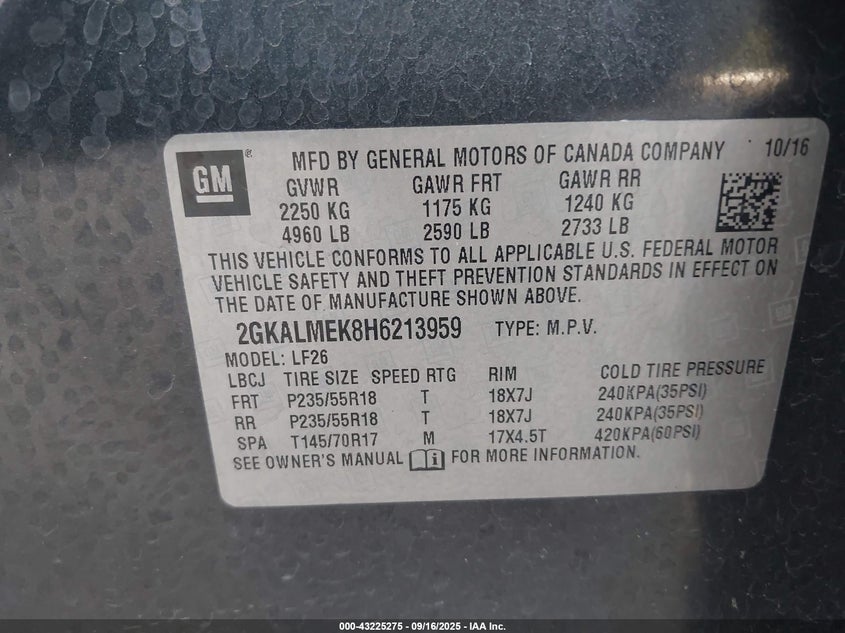 GM ® MFD BY GENERAL MOTORS OF CANADA COMPANY 10/16
GVWR GAWR FRT GAWR RR
2250 KG 1175 KG 1240 KG
4960 LB 2590 LB 2733 LB
THIS VEHICLE CONFORMS TO ALL APPLICABLE U.S. FEDERAL MOTOR
VEHICLE SAFETY AND THEFT PREVENTION STANDARDS IN EFFECT ON
THE DATE OF MANUFACTURE SHOWN ABOVE.
2GKALMEK8H6213959 TYPE: M.P.V.
MODEL: LF26
LBCJ TIRE SIZE SPEED RTG RIM COLD TIRE PRESSURE
FRT P235/55R18 T 18X7J 240KPA(35PSI)
RR P235/55R18 T 18X7J 240KPA(35PSI)
SPA T145/70R17 M 17X4.5T 420KPA(60PSI)
SEE OWNER'S MANUAL FOR MORE INFORMATION.
000-43225275 - 09/16/2025 - IAA Inc.